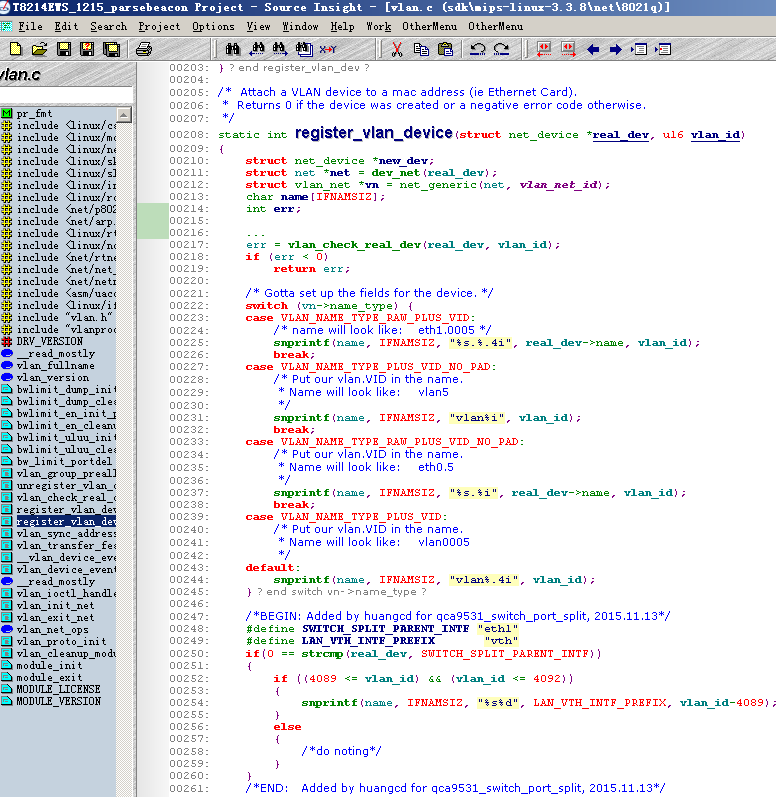 T8214EWS_1215_parsebeacon Project - Source Insight - [vlan.c (sdk\mips-linux-3.3.8\net\8021q)]
File Edit Search Project Options View Window Help Work OtherMenu OtherMenu
vlan.c
pr_fmt
include <linux/ca
include <linux/mo
include <linux/ne
include <linux/sk
include <linux/sl
include <linux/in
include <linux/rc
include <net/p802
include <net/arp.
include <linux/rt
include <linux/no
include <net/rtne
include <net/net_
include <net/netn
include <asm/uacc
include <linux/if
include "vlan.h"
include "vlanproc
DRV_VERSION
__read_mostly
vlan_fullname
vlan_version
bwlimit_dump_init
bwlimit_dump_clea
bwlimit_en_init_p
bwlimit_en_cleanu
bwlimit_uluu_init
bwlimit_uluu_clea
bw_limit_portdel
vlan_group_preall
unregister_vlan_d
vlan_check_real_d
register_vlan_dev
register_vlan_dev
vlan_sync_address
vlan_transfer_fea
__vlan_device_eve
vlan_device_event
__read_mostly
vlan_ioctl_handle
vlan_init_net
vlan_exit_net
vlan_net_ops
vlan_proto_init
vlan_cleanup_modu
module_init
module_exit
MODULE_LICENSE
MODULE_VERSION
00203: } ? end register_vlan_dev ?
00204:
00205: /* Attach a VLAN device to a mac address (ie Ethernet Card).
00206: * Returns 0 if the device was created or a negative error code otherwise.
00207: */
00208: static int register_vlan_device(struct net_device *real_dev, u16 vlan_id)
00209: {
00210: struct net_device *new_dev;
00211: struct net *net = dev_net(real_dev);
00212: struct vlan_net *vn = net_generic(net, vlan_net_id);
00213: char name[IFNAMSIZ];
00214: int err;
00215:
00216: ...
00217: err = vlan_check_real_dev(real_dev, vlan_id);
00218: if (err < 0)
00219: return err;
00220:
00221: /* Gotta set up the fields for the device. */
00222: switch (vn->name_type) {
00223: case VLAN_NAME_TYPE_RAW_PLUS_VID:
00224: /* name will look like: eth1.0005 */
00225: snprintf(name, IFNAMSIZ, "%s.%.4i", real_dev->name, vlan_id);
00226: break;
00227: case VLAN_NAME_TYPE_PLUS_VID_NO_PAD:
00228: /* Put our vlan.VID in the name.
00229: * Name will look like: vlan5
00230: */
00231: snprintf(name, IFNAMSIZ, "vlan%i", vlan_id);
00232: break;
00233: case VLAN_NAME_TYPE_RAW_PLUS_VID_NO_PAD:
00234: /* Put our vlan.VID in the name.
00235: * Name will look like: eth0.5
00236: */
00237: snprintf(name, IFNAMSIZ, "%s.%i", real_dev->name, vlan_id);
00238: break;
00239: case VLAN_NAME_TYPE_PLUS_VID:
00240: /* Put our vlan.VID in the name.
00241: * Name will look like: vlan0005
00242: */
00243: default:
00244: snprintf(name, IFNAMSIZ, "vlan%.4i", vlan_id);
00245: } ? end switch vn->name_type ?
00246:
00247: /*BEGIN: Added by huangcd for qca9531_switch_port_split, 2015.11.13*/
00248: #define SWITCH_SPLIT_PARENT_INTF "eth1"
00249: #define LAN_VTH_INTF_PREFIX "vth"
00250: if(0 == strcmp(real_dev, SWITCH_SPLIT_PARENT_INTF))
00251: {
00252: if ((4089 <= vlan_id) && (vlan_id <= 4092))
00253: {
00254: snprintf(name, IFNAMSIZ, "%s%d", LAN_VTH_INTF_PREFIX, vlan_id-4089);
00255: }
00256: else
00257: {
00258: /*do noting*/
00259: }
00260: }
00261: /*END: Added by huangcd for qca9531_switch_port_split, 2015.11.13*/